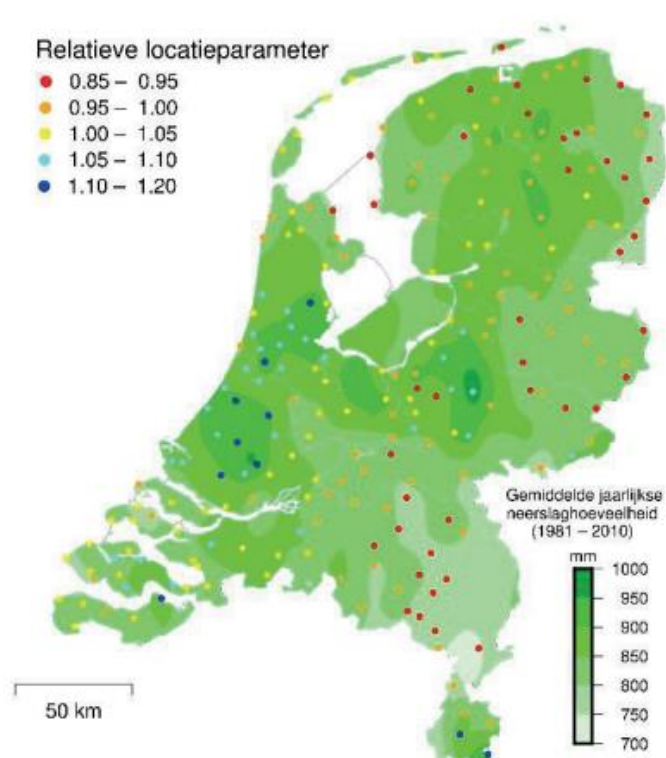 Relatieve locatieparameter
0.85 – 0.95
0.95 – 1.00
1.00 – 1.05
1.05 – 1.10
1.10 – 1.20
50 km
Gemiddelde jaarlijkse
neerslaghoeveelheid
(1981 – 2010)
mm
1000
950
900
850
800
750
700